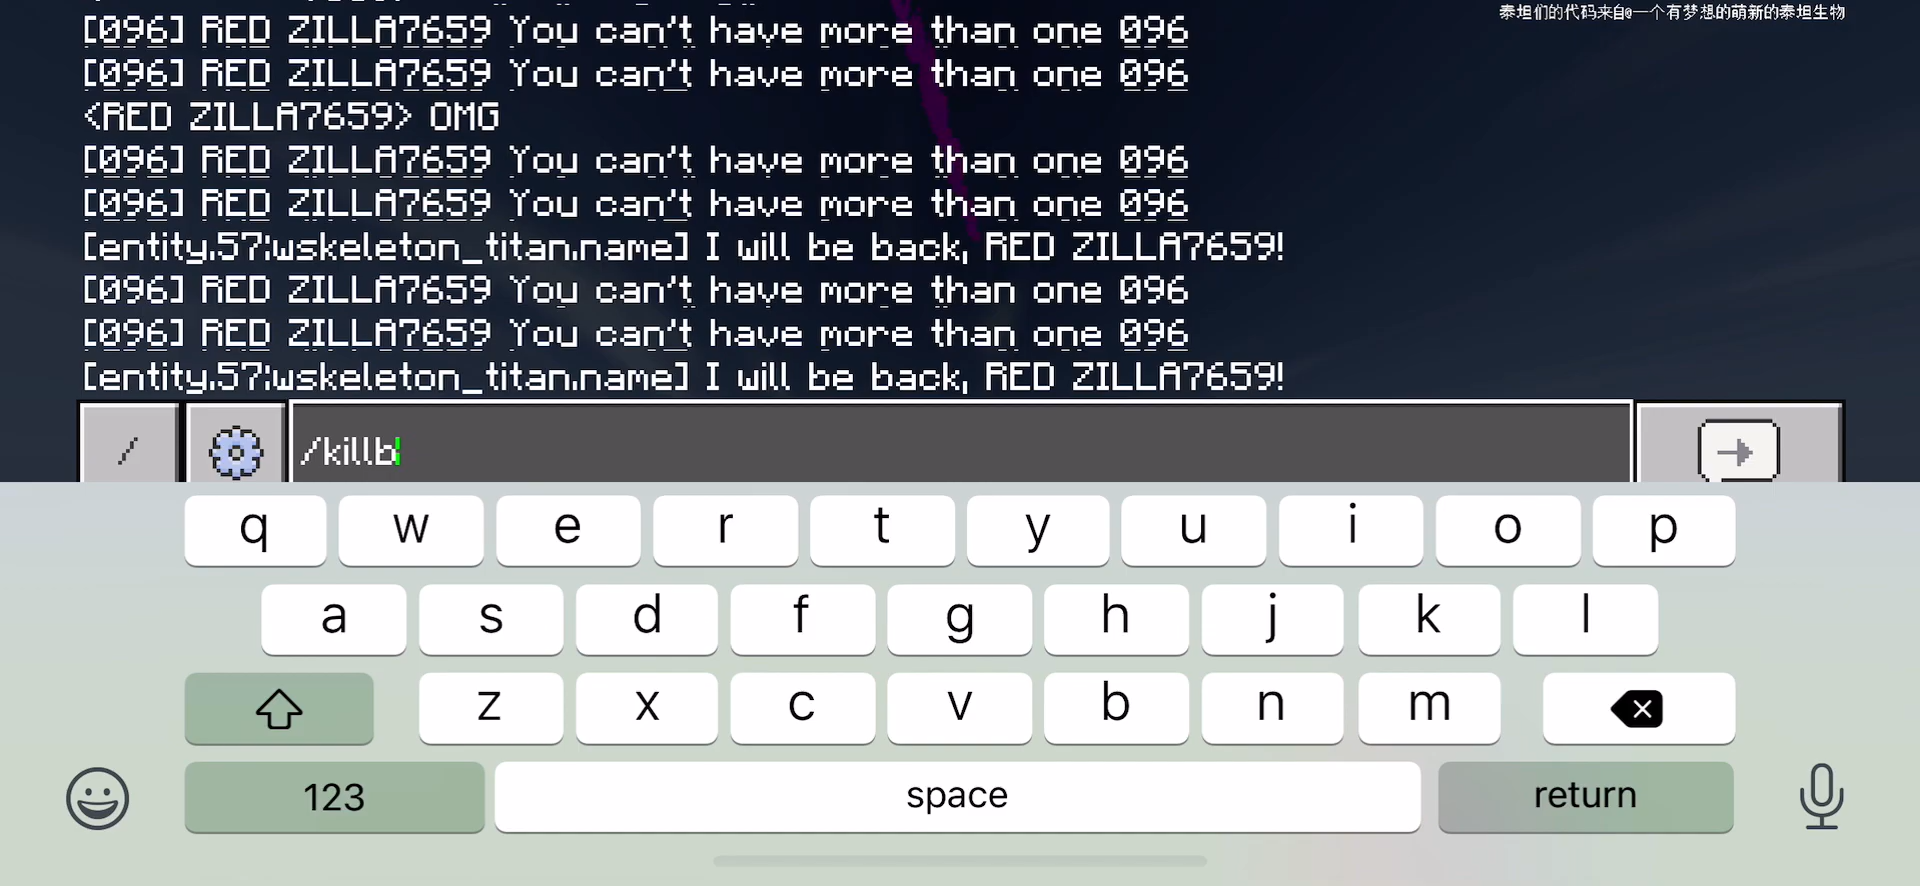 泰坦们的代码来自@一个有梦想的萌新的泰坦生物
[096] RED ZILLA7659 You can't have more than one 096
[096] RED ZILLA7659 You can't have more than one 096
<RED ZILLA7659> OMG
[096] RED ZILLA7659 You can't have more than one 096
[096] RED ZILLA7659 You can't have more than one 096
[entity.57:wskeleton_titan.name] I will be back, RED ZILLA7659!
[096] RED ZILLA7659 You can't have more than one 096
[096] RED ZILLA7659 You can't have more than one 096
[entity.57:wskeleton_titan.name] I will be back, RED ZILLA7659!
/ /killb
q w e r t y u i o p
a s d f g h j k l
z x c v b n m
123 space return